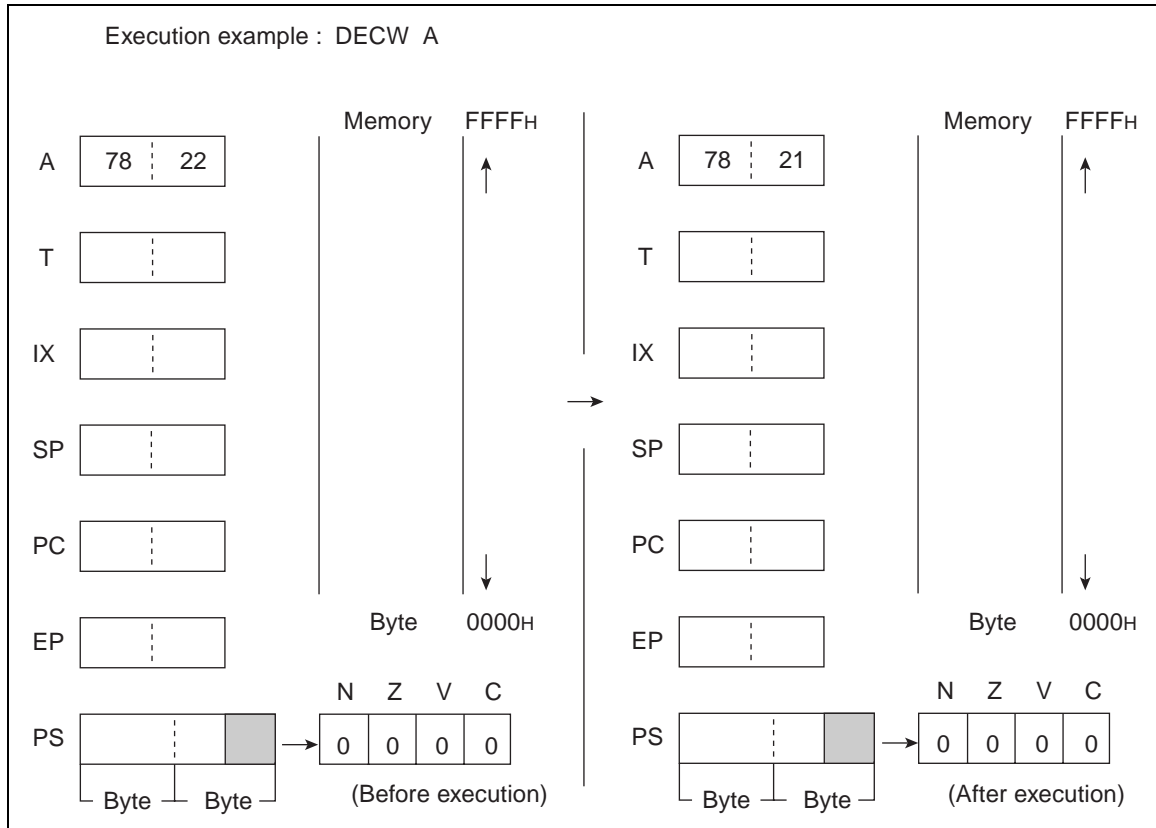 Execution example : DECW A
Memory FFFFH
A 78 22
T
IX
SP
PC
EP
Byte 0000H
N Z V C
PS 0 0 0 0
Byte Byte (Before execution)
Memory FFFFH
A 78 21
T
IX
SP
PC
EP
Byte 0000H
N Z V C
PS 0 0 0 0
Byte Byte (After execution)